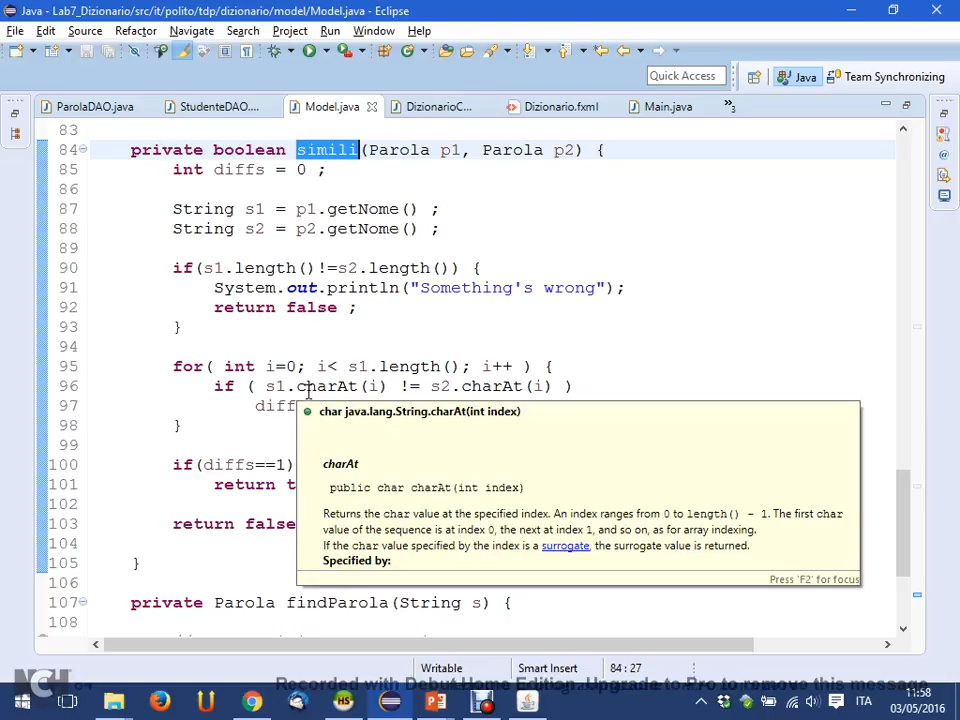 Java - Lab7_Dizionario/src/it/polito/tdp/dizionario/model/Model.java - Eclipse
File Edit Source Refactor Navigate Search Project Run Window Help
Quick Access Java Team Synchronizing
ParolaDAO.java StudenteDAO.... Model.java DizionarioC... Dizionario.fxml Main.java »3
83
84 private boolean simili(Parola p1, Parola p2) {
85 int diffs = 0 ;
86
87 String s1 = p1.getNome() ;
88 String s2 = p2.getNome() ;
89
90 if(s1.length()!=s2.length()) {
91 System.out.println("Something's wrong");
92 return false ;
93 }
94
95 for( int i=0; i< s1.length(); i++ ) {
96 if ( s1.charAt(i) != s2.charAt(i) )
97 diff
98 }
99
100 if(diffs==1)
101 return t
102
103 return false
104
105 }
106
107 private Parola findParola(String s) {
108
char java.lang.String.charAt(int index)
charAt
public char charAt(int index)
Returns the char value at the specified index. An index ranges from 0 to length() - 1. The first char
value of the sequence is at index 0, the next at index 1, and so on, as for array indexing.
If the char value specified by the index is a surrogate, the surrogate value is returned.
Specified by:
Press 'F2' for focus
Writable Smart Insert 84 : 27
NCH
Recorded with Debut Home Edition. Upgrade to Pro to remove this message
ITA
11:58
03/05/2016